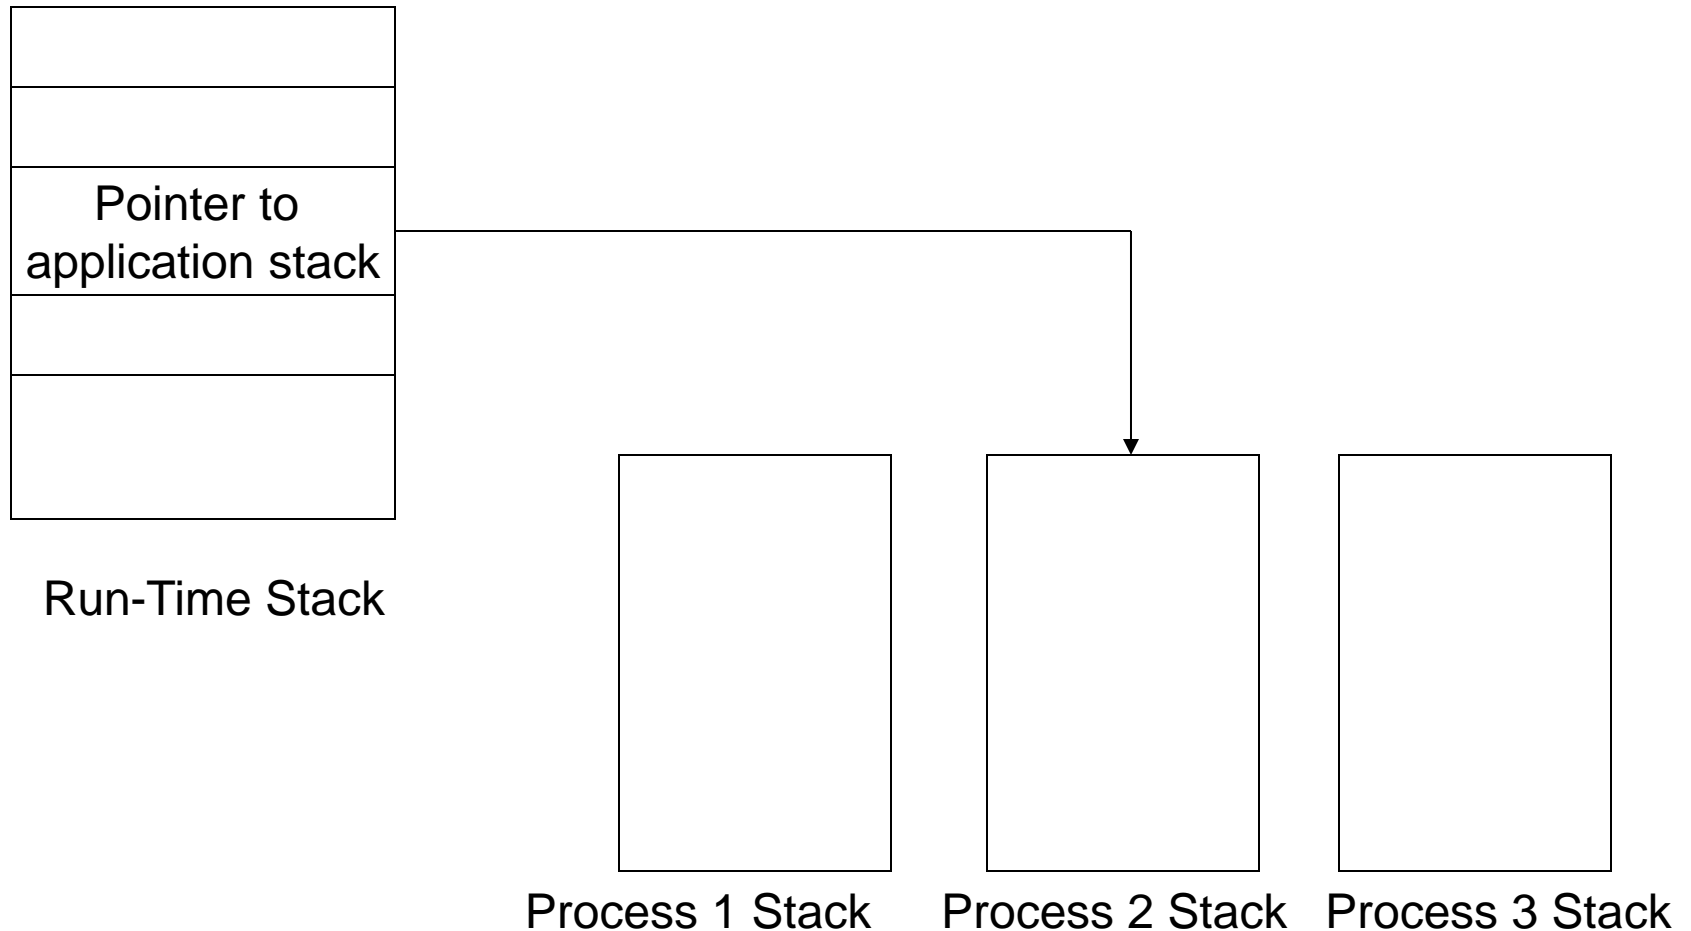 Pointer to
application stack
Run-Time Stack
Process 1 Stack
Process 2 Stack
Process 3 Stack